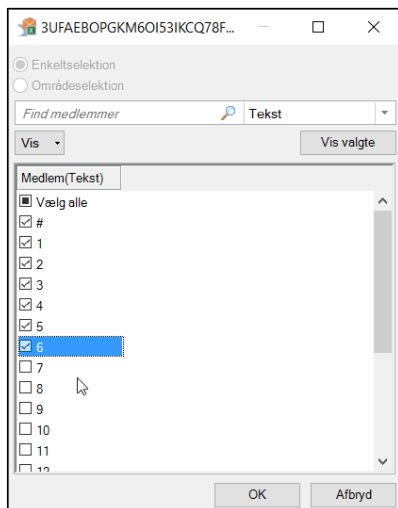 3UFAEBOPGKM6OI53IKCQ78F...
Enkeltselektion
Områdeselektion
Find medlemmer Tekst
Vis Vis valgte
Medlem(Tekst)
Vælg alle
#
1
2
3
4
5
6
7
8
9
10
11
12
OK Afbryd